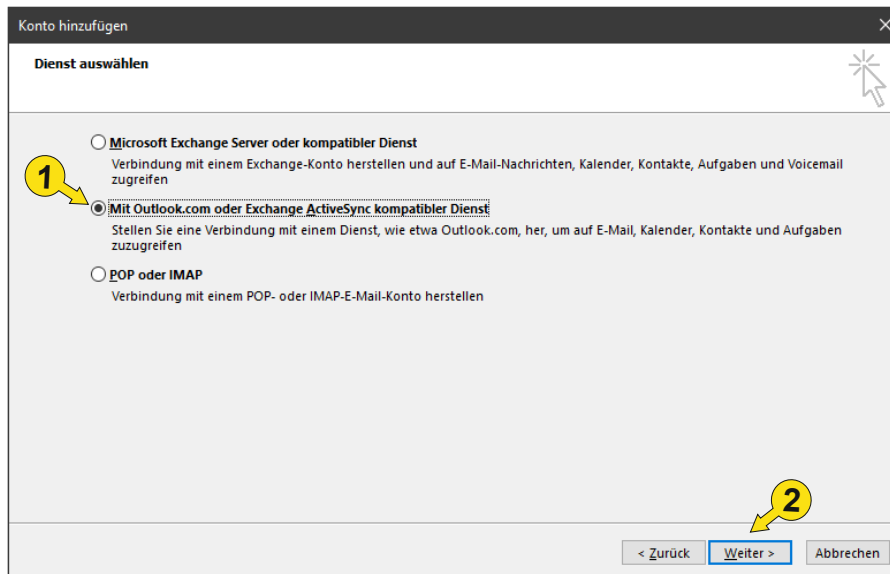 Konto hinzufügen
Dienst auswählen
Microsoft Exchange Server oder kompatibler Dienst
Verbindung mit einem Exchange-Konto herstellen und auf E-Mail-Nachrichten, Kalender, Kontakte, Aufgaben und Voicemail
zugreifen
1
Mit Outlook.com oder Exchange ActiveSync kompatibler Dienst
Stellen Sie eine Verbindung mit einem Dienst, wie etwa Outlook.com, her, um auf E-Mail, Kalender, Kontakte und Aufgaben
zuzugreifen
POP oder IMAP
Verbindung mit einem POP- oder IMAP-E-Mail-Konto herstellen
2
< Zurück
Weiter >
Abbrechen